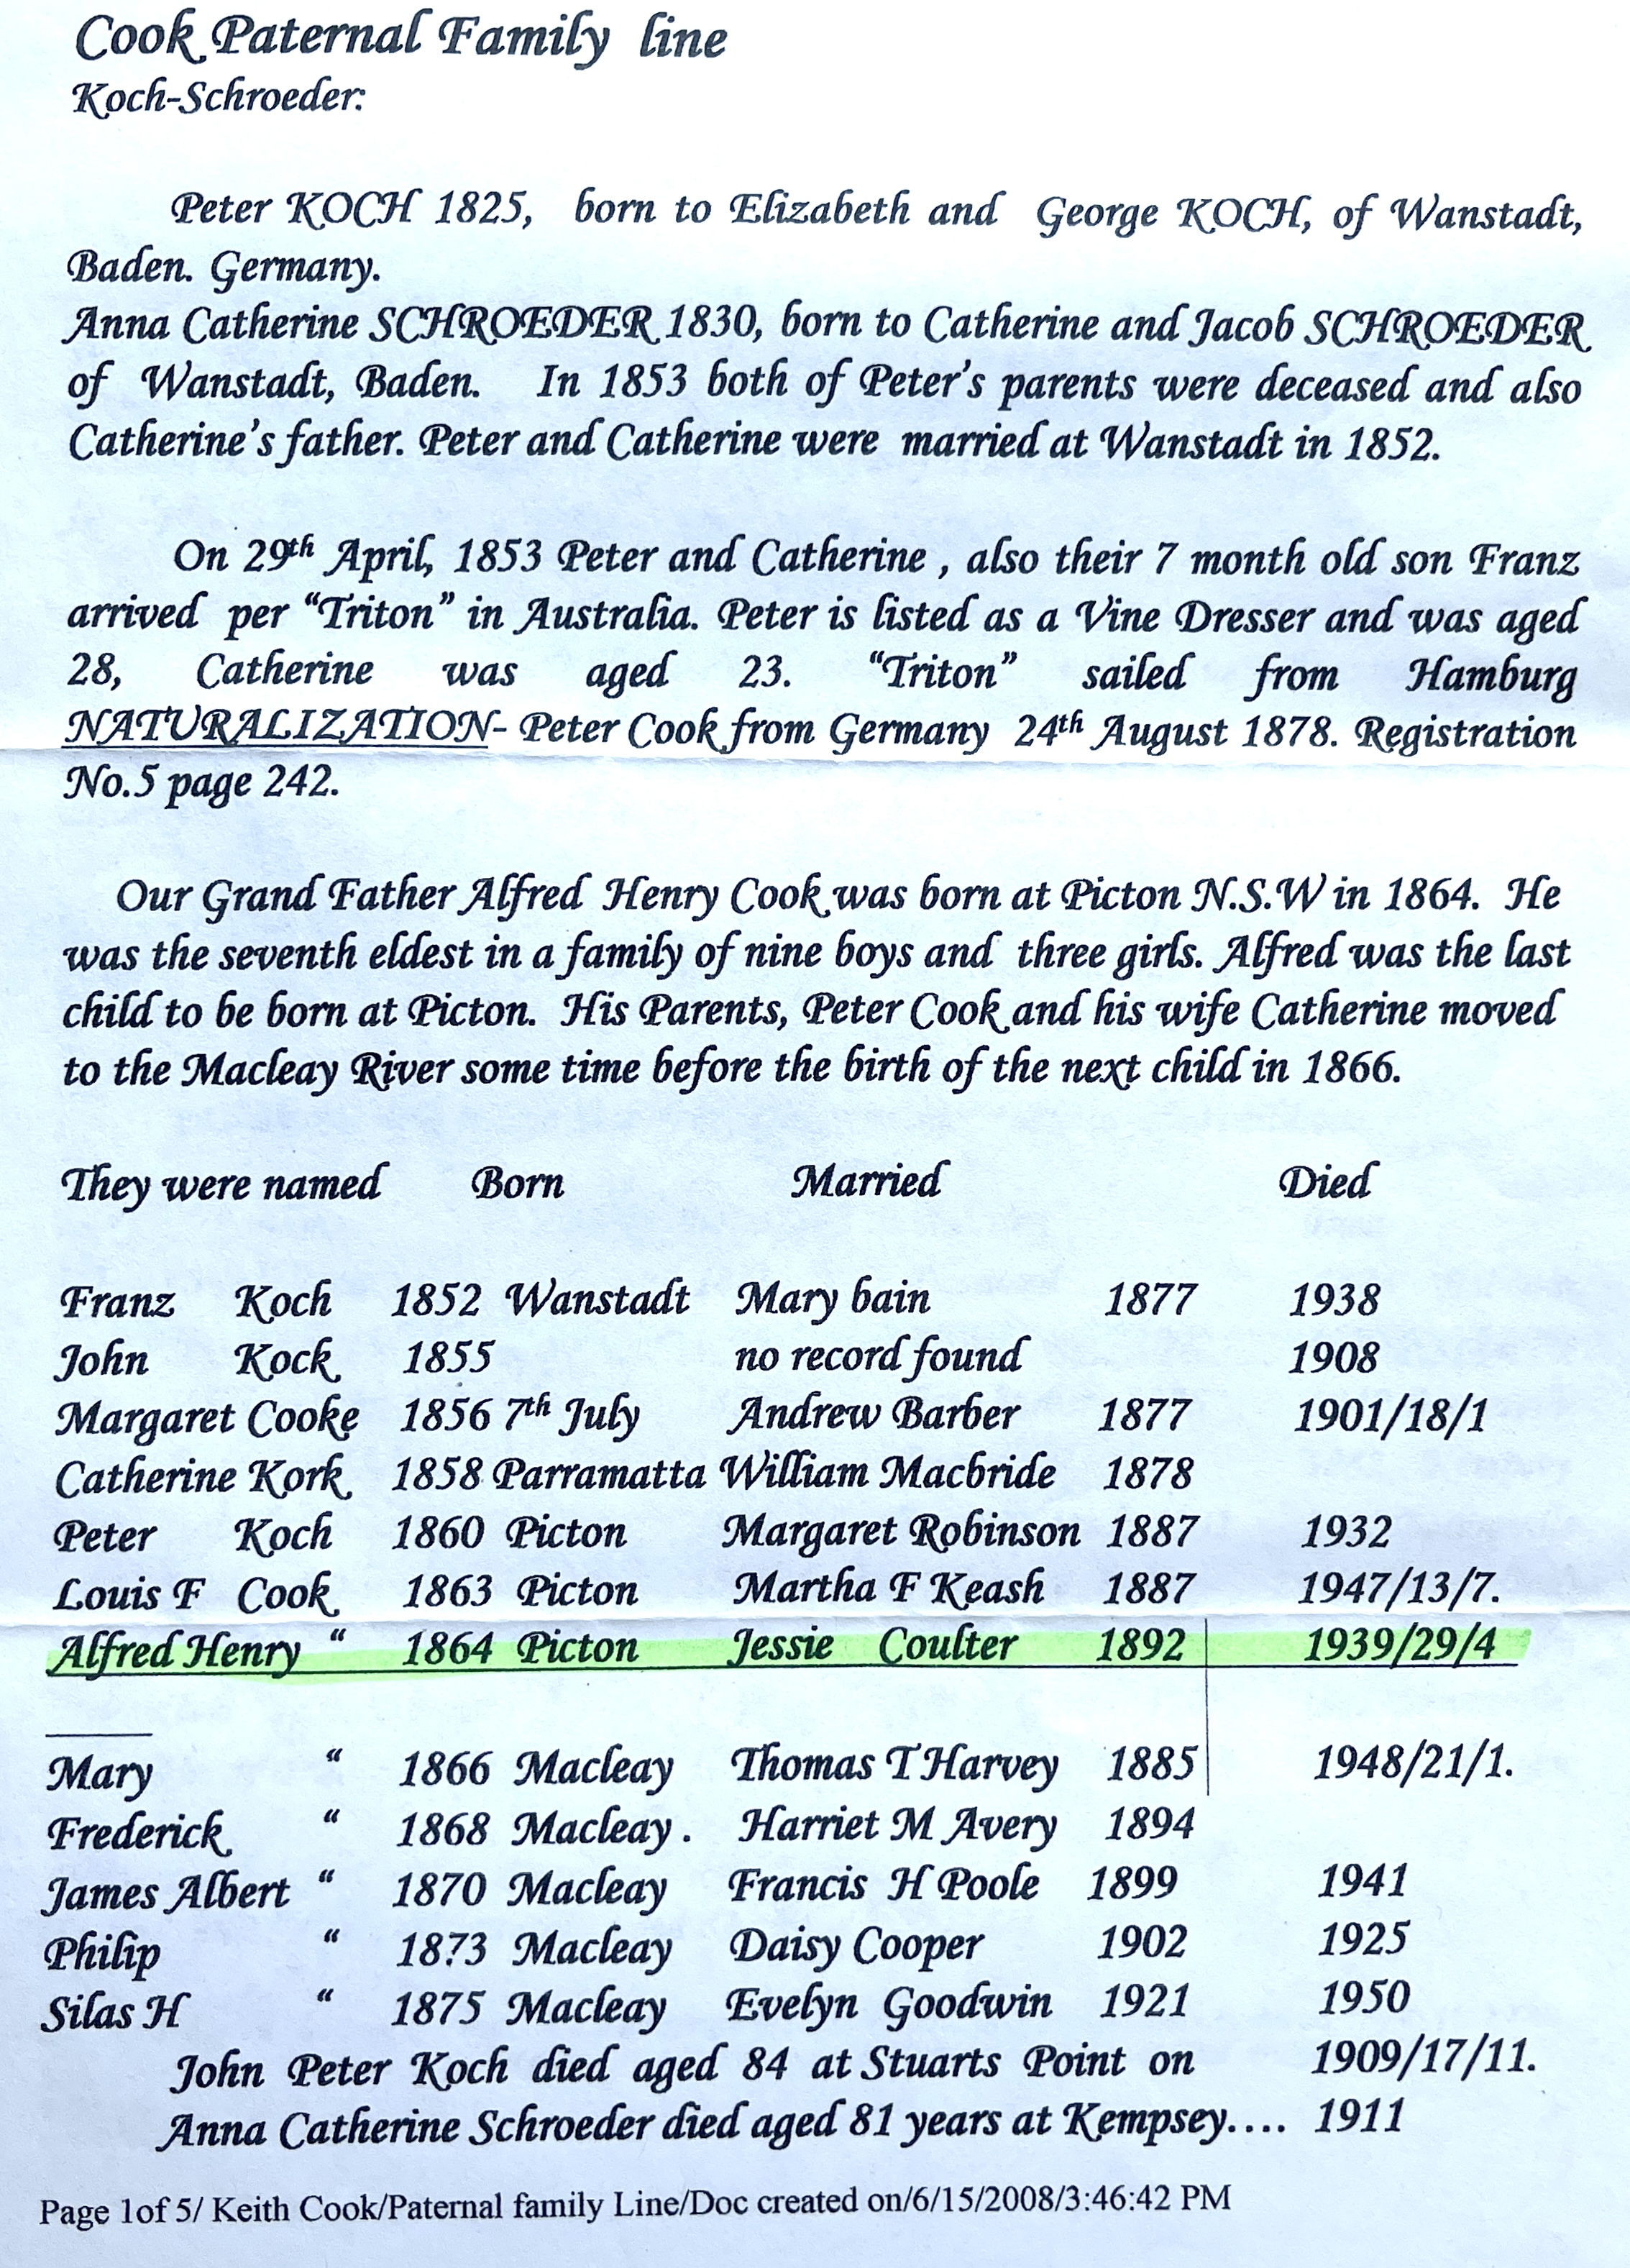 Cook Paternal Family line
Koch-Schroeder:
Peter KOCH 1825, born to Elizabeth and George KOCH, of Wanstadt,
Baden. Germany.
Anna Catherine SCHROEDER 1830, born to Catherine and Jacob SCHROEDER
of Wanstadt, Baden. In 1853 both of Peter's parents were deceased and also
Catherine's father. Peter and Catherine were married at Wanstadt in 1852.
On 29th April, 1853 Peter and Catherine , also their 7 month old son Franz
arrived per "Triton" in Australia. Peter is listed as a Vine Dresser and was aged
28, Catherine was aged 23. "Triton" sailed from Hamburg
NATURALIZATION- Peter Cook from Germany 24th August 1878. Registration
No.5 page 242.
Our Grand Father Alfred Henry Cook was born at Picton N.S.W in 1864. He
was the seventh eldest in a family of nine boys and three girls. Alfred was the last
child to be born at Picton. His Parents, Peter Cook and his wife Catherine moved
to the Macleay River some time before the birth of the next child in 1866.
They were named Born Married Died
Franz Koch 1852 Wanstadt Mary bain 1877 1938
John Kock 1855 no record found 1908
Margaret Cooke 1856 7th July Andrew Barber 1877 1901/18/1
Catherine Kork 1858 Parramatta William Macbride 1878
Peter Koch 1860 Picton Margaret Robinson 1887 1932
Louis F Cook 1863 Picton Martha F Keash 1887 1947/13/7.
Alfred Henry " 1864 Picton Jessie Coulter 1892 1939/29/4
Mary " 1866 Macleay Thomas T Harvey 1885 1948/21/1.
Frederick " 1868 Macleay . Harriet M Avery 1894
James Albert " 1870 Macleay Francis H Poole 1899 1941
Philip " 18?3 Macleay Daisy Cooper 1902 1925
Silas H " 1875 Macleay Evelyn Goodwin 1921 1950
John Peter Koch died aged 84 at Stuarts Point on 1909/17/11.
Anna Catherine Schroeder died aged 81 years at Kempsey.... 1911
Page 1of 5/ Keith Cook/Paternal family Line/Doc created on/6/15/2008/3:46:42 PM